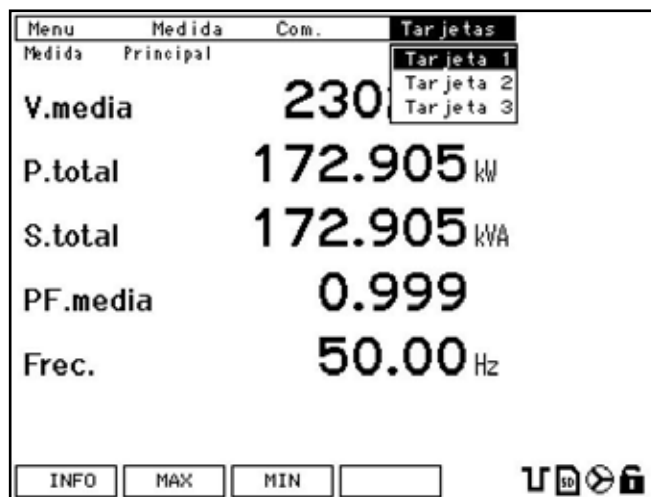 Menu Medida Com. Tarjetas
Medida Principal
Tarjeta 1
Tarjeta 2
Tarjeta 3
V.media
P.total 172.905 kW
S.total 172.905 kVA
PF.media 0.999
Frec. 50.00 Hz
INFO MAX MIN
SD